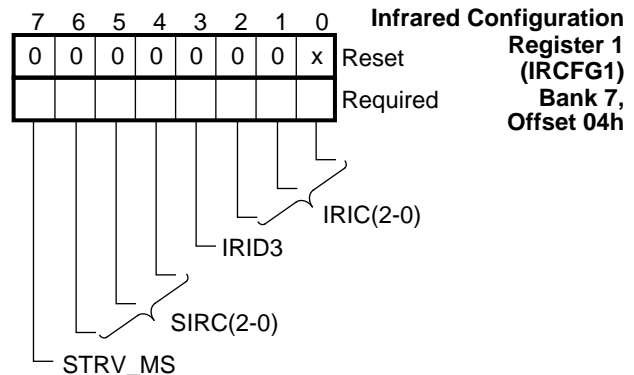 7 6 5 4 3 2 1 0
Infrared Configuration
Register 1
(IRCFG1)
Bank 7,
Offset 04h
0 0 0 0 0 0 0 x Reset
Required
IRIC(2-0)
IRID3
SIRC(2-0)
STRV_MS